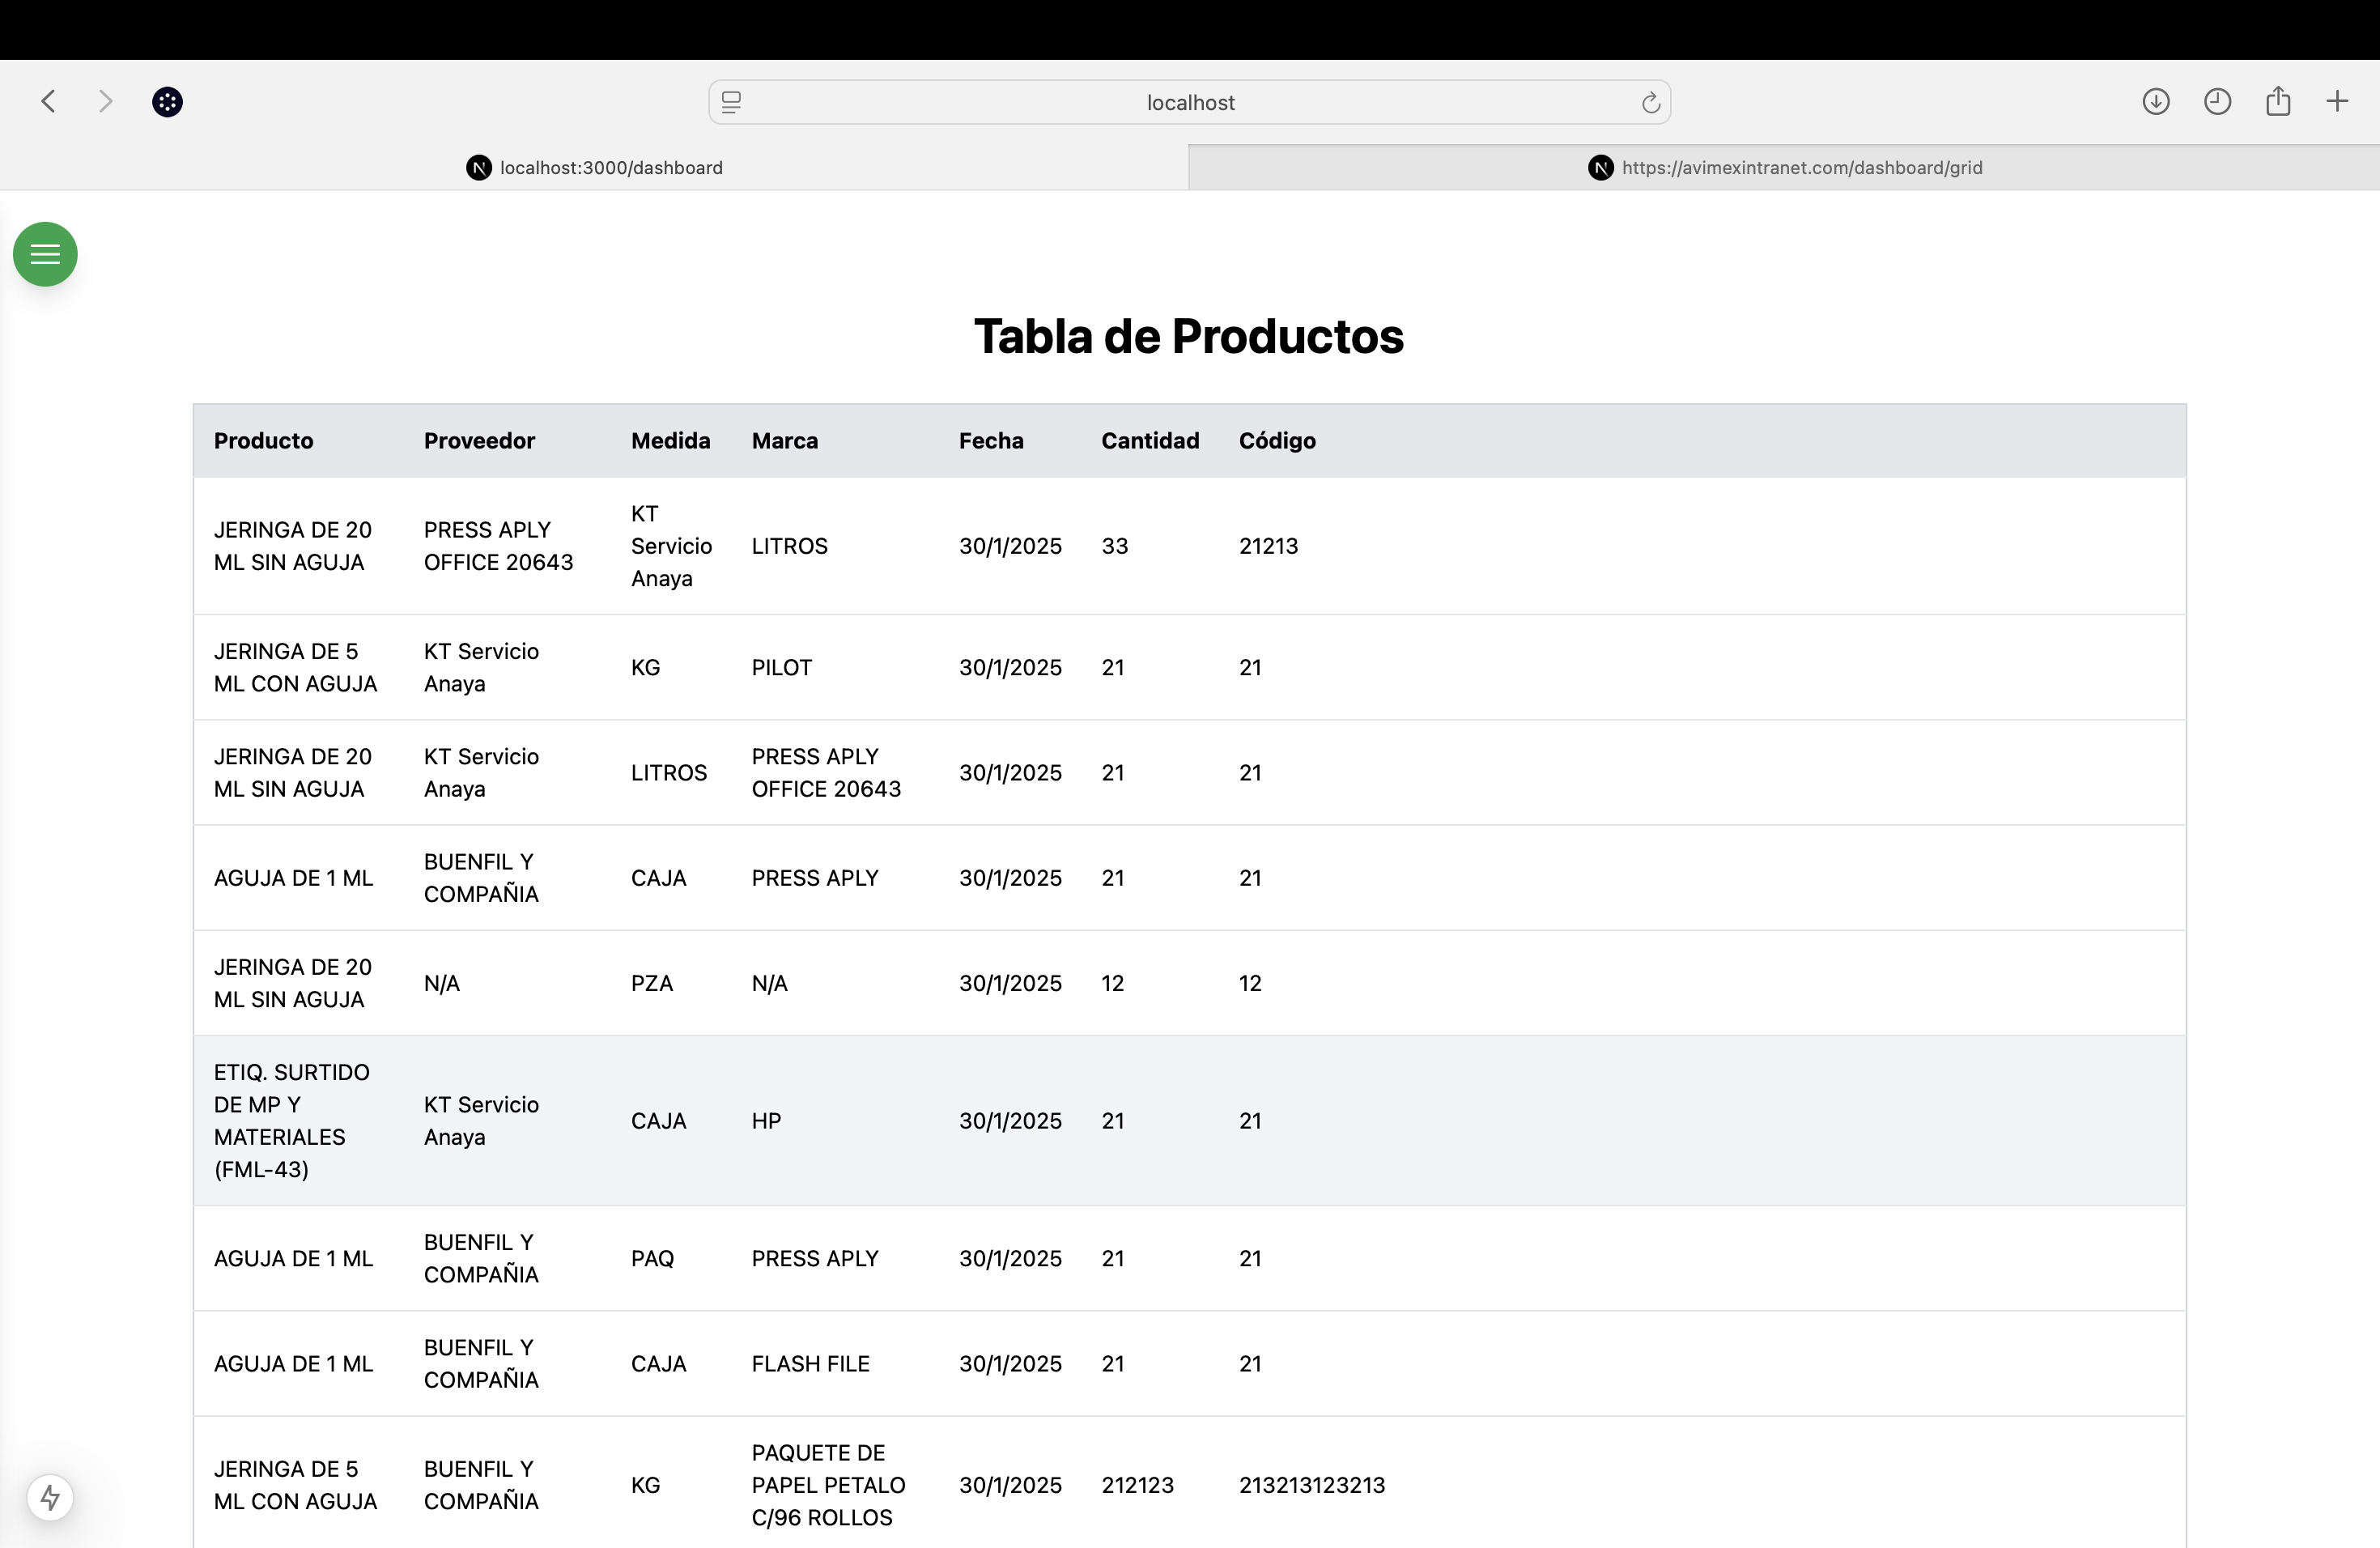 localhost
localhost:3000/dashboard
https://avimexintranet.com/dashboard/grid
Tabla de Productos
Producto Proveedor Medida Marca Fecha Cantidad Código
JERINGA DE 20
ML SIN AGUJA
PRESS APLY
OFFICE 20643
KT
Servicio
Anaya
LITROS
30/1/2025
33
21213
JERINGA DE 5
ML CON AGUJA
KT Servicio
Anaya
KG
PILOT
30/1/2025
21
21
JERINGA DE 20
ML SIN AGUJA
KT Servicio
Anaya
LITROS
PRESS APLY
OFFICE 20643
30/1/2025
21
21
AGUJA DE 1 ML
BUENFIL Y
COMPAÑIA
CAJA
PRESS APLY
30/1/2025
21
21
JERINGA DE 20
ML SIN AGUJA
N/A
PZA
N/A
30/1/2025
12
12
ETIQ. SURTIDO
DE MP Y
MATERIALES
(FML-43)
KT Servicio
Anaya
CAJA
HP
30/1/2025
21
21
AGUJA DE 1 ML
BUENFIL Y
COMPAÑIA
PAQ
PRESS APLY
30/1/2025
21
21
AGUJA DE 1 ML
BUENFIL Y
COMPAÑIA
CAJA
FLASH FILE
30/1/2025
21
21
JERINGA DE 5
ML CON AGUJA
BUENFIL Y
COMPAÑIA
KG
PAQUETE DE
PAPEL PETALO
C/96 ROLLOS
30/1/2025
212123
213213123213